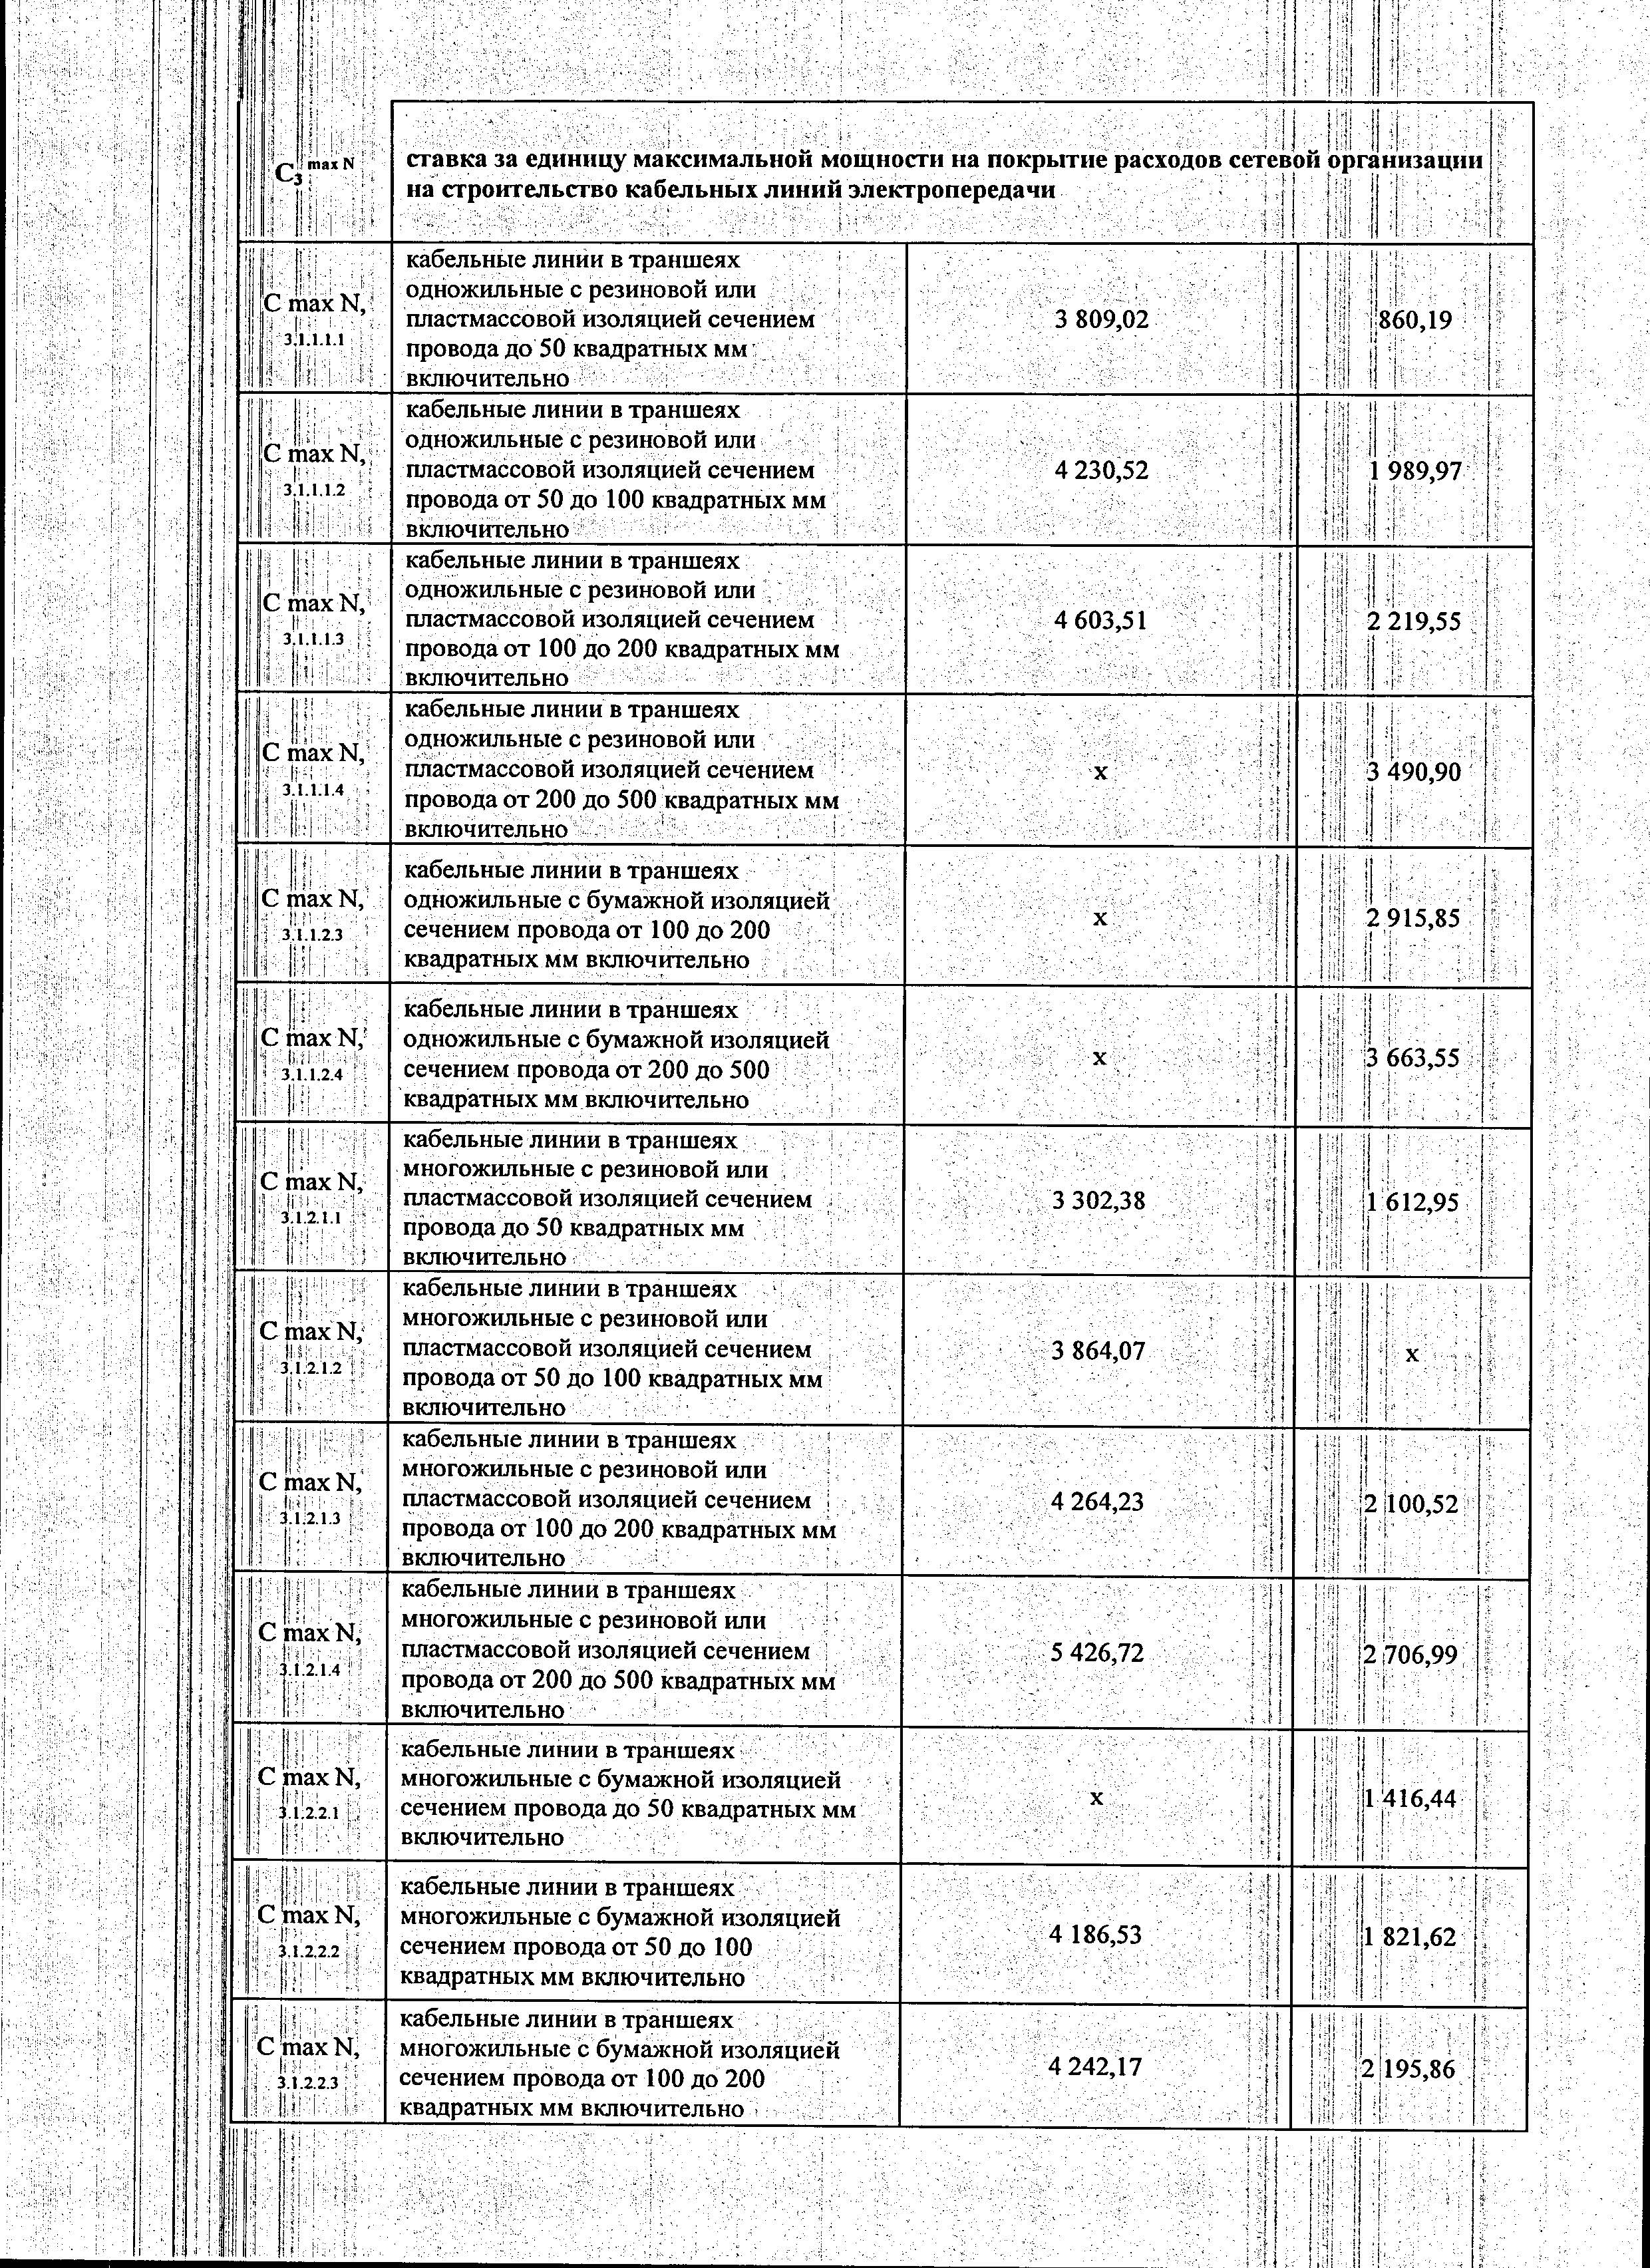 C₃ max N
ставка за единицу максимальной мощности на покрытие расходов сетевой организации
на строительство кабельных линий электропередачи
C max N,
3.1.1.1.1
кабельные линии в траншеях
одножильные с резиновой или
пластмассовой изоляцией сечением
провода до 50 квадратных мм
включительно
3 809,02
860,19
C max N,
3.1.1.1.2
кабельные линии в траншеях
одножильные с резиновой или
пластмассовой изоляцией сечением
провода от 50 до 100 квадратных мм
включительно
4 230,52
1 989,97
C max N,
3.1.1.1.3
кабельные линии в траншеях
одножильные с резиновой или
пластмассовой изоляцией сечением
провода от 100 до 200 квадратных мм
включительно
4 603,51
2 219,55
C max N,
3.1.1.1.4
кабельные линии в траншеях
одножильные с резиновой или
пластмассовой изоляцией сечением
провода от 200 до 500 квадратных мм
включительно
x
3 490,90
C max N,
3.1.1.2.3
кабельные линии в траншеях
одножильные с бумажной изоляцией
сечением провода от 100 до 200
квадратных мм включительно
x
2 915,85
C max N,
3.1.1.2.4
кабельные линии в траншеях
одножильные с бумажной изоляцией
сечением провода от 200 до 500
квадратных мм включительно
x
3 663,55
C max N,
3.1.2.1.1
кабельные линии в траншеях
многожильные с резиновой или
пластмассовой изоляцией сечением
провода до 50 квадратных мм
включительно
3 302,38
1 612,95
C max N,
3.1.2.1.2
кабельные линии в траншеях
многожильные с резиновой или
пластмассовой изоляцией сечением
провода от 50 до 100 квадратных мм
включительно
3 864,07
x
C max N,
3.1.2.1.3
кабельные линии в траншеях
многожильные с резиновой или
пластмассовой изоляцией сечением
провода от 100 до 200 квадратных мм
включительно
4 264,23
2 100,52
C max N,
3.1.2.1.4
кабельные линии в траншеях
многожильные с резиновой или
пластмассовой изоляцией сечением
провода от 200 до 500 квадратных мм
включительно
5 426,72
2 706,99
C max N,
3.1.2.2.1
кабельные линии в траншеях
многожильные с бумажной изоляцией
сечением провода до 50 квадратных мм
включительно
x
1 416,44
C max N,
3.1.2.2.2
кабельные линии в траншеях
многожильные с бумажной изоляцией
сечением провода от 50 до 100
квадратных мм включительно
4 186,53
1 821,62
C max N,
3.1.2.2.3
кабельные линии в траншеях
многожильные с бумажной изоляцией
сечением провода от 100 до 200
квадратных мм включительно
4 242,17
2 195,86